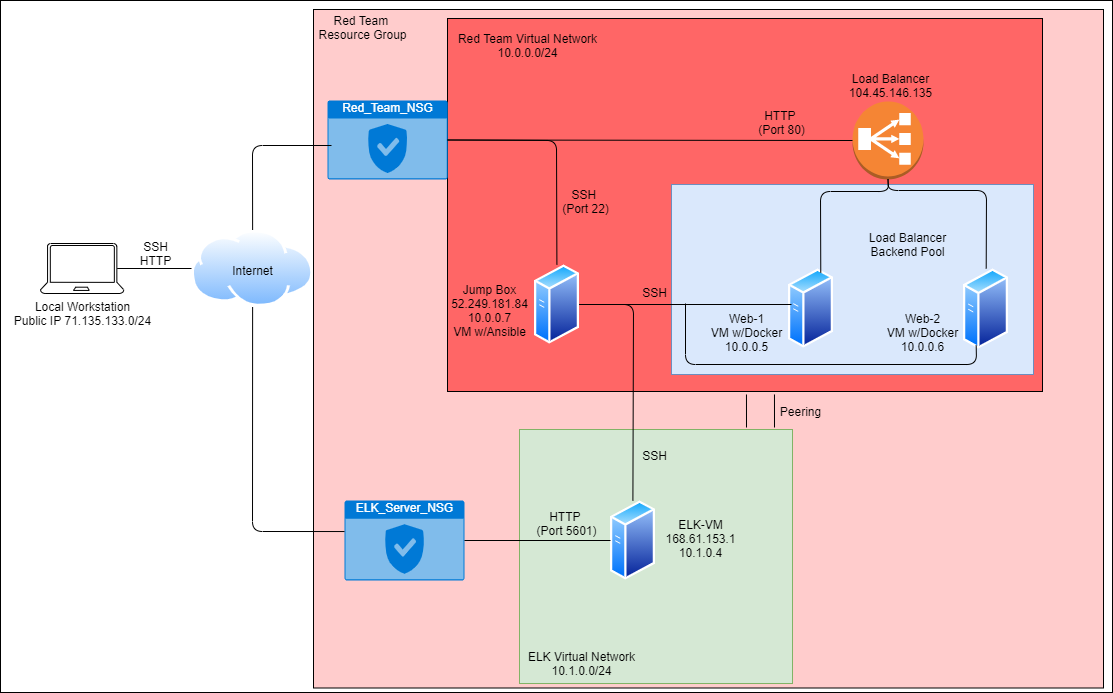 Red Team
Resource Group
Red Team Virtual Network
10.0.0.0/24
Load Balancer
104.45.146.135
Red_Team_NSG
HTTP
(Port 80)
SSH
(Port 22)
Load Balancer
Backend Pool
SSH
HTTP
Internet
Local Workstation
Public IP 71.135.133.0/24
Jump Box
52.249.181.84
10.0.0.7
VM w/Ansible
SSH
Web-1
VM w/Docker
10.0.0.5
Web-2
VM w/Docker
10.0.0.6
Peering
SSH
ELK_Server_NSG
HTTP
(Port 5601)
ELK-VM
168.61.153.1
10.1.0.4
ELK Virtual Network
10.1.0.0/24